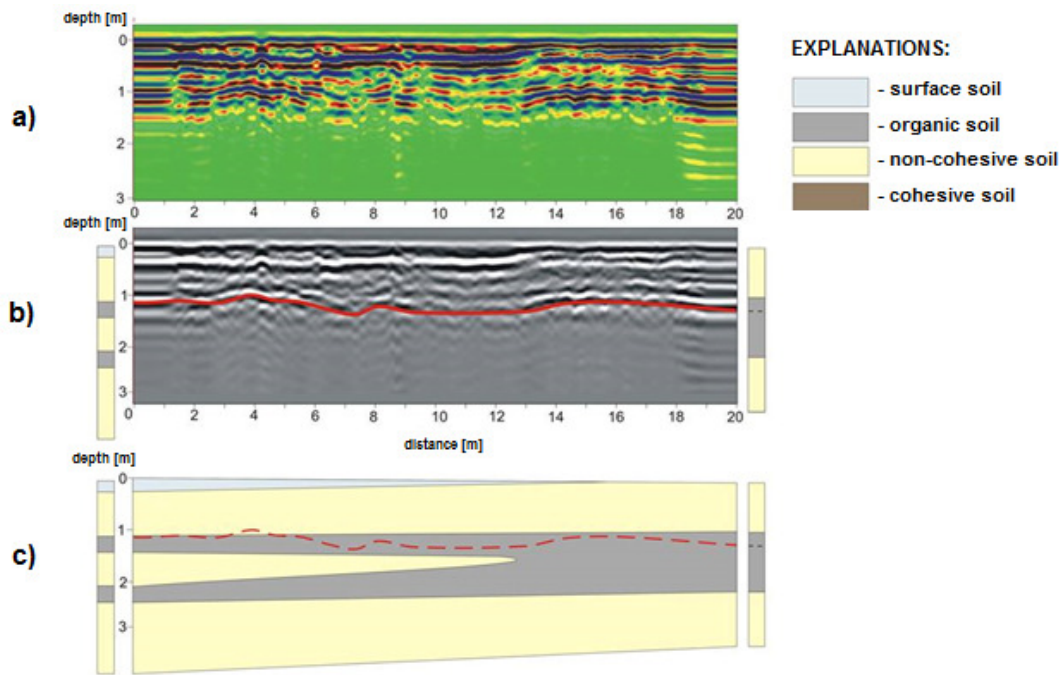 depth [m]
0
1
2
3
a)
0 2 4 6 8 10 12 14 16 18 20
EXPLANATIONS:
- surface soil
- organic soil
- non-cohesive soil
- cohesive soil
depth [m]
0
1
2
3
b)
0 2 4 6 8 10 12 14 16 18 20
distance [m]
depth [m]
0
1
2
3
c)